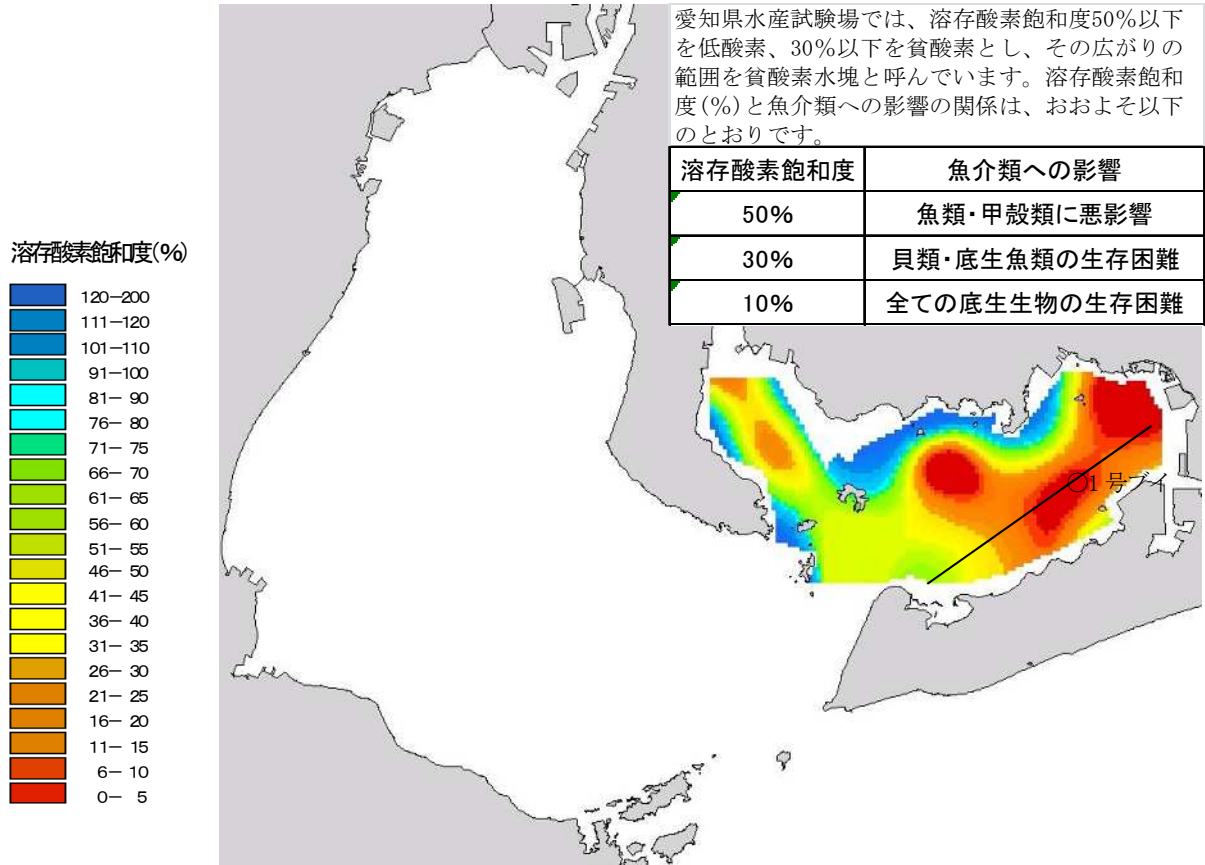 愛知県水産試験場では、溶存酸素飽和度50%以下
を低酸素、30%以下を貧酸素とし、その広がりの
範囲を貧酸素水塊と呼んでいます。溶存酸素飽和
度(%)と魚介類への影響の関係は、おおよそ以下
のとおりです。
溶存酸素飽和度 魚介類への影響
50% 魚類・甲殻類に悪影響
30% 貝類・底生魚類の生存困難
10% 全ての底生生物の生存困難
溶存酸素飽和度(%)
120-200
111-120
101-110
91-100
81- 90
76- 80
71- 75
66- 70
61- 65
56- 60
51- 55
46- 50
41- 45
36- 40
31- 35
26- 30
21- 25
16- 20
11- 15
6- 10
0- 5
○1号ブイ